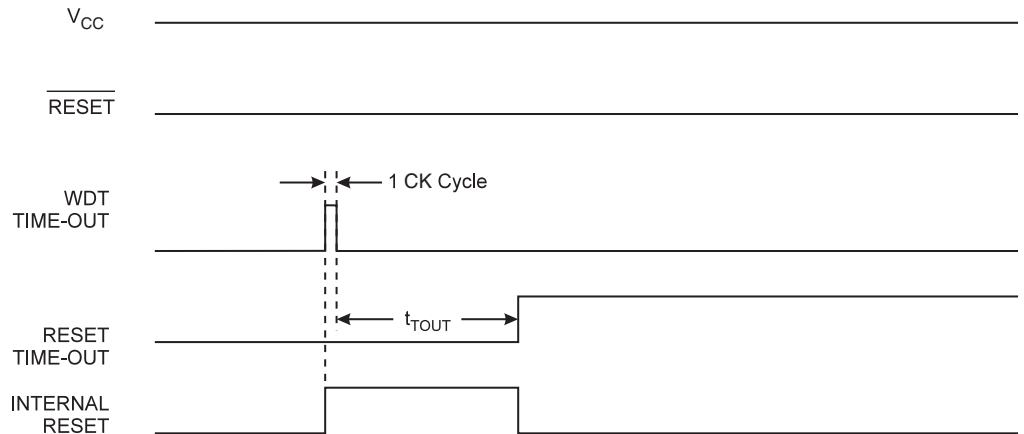 VCC
RESET
1 CK Cycle
WDT
TIME-OUT
tTOUT
RESET
TIME-OUT
INTERNAL
RESET